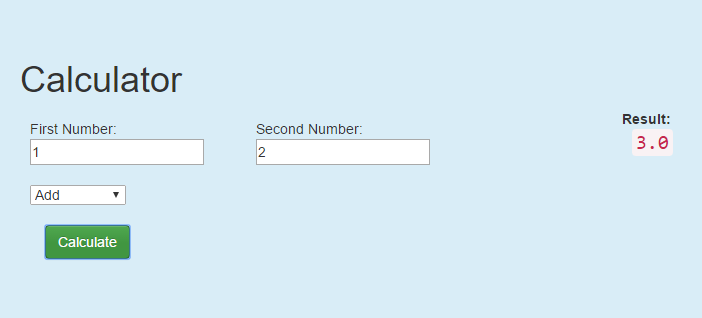 Calculator
First Number:
Second Number:
Result:
1
2
3.0
Add
Calculate